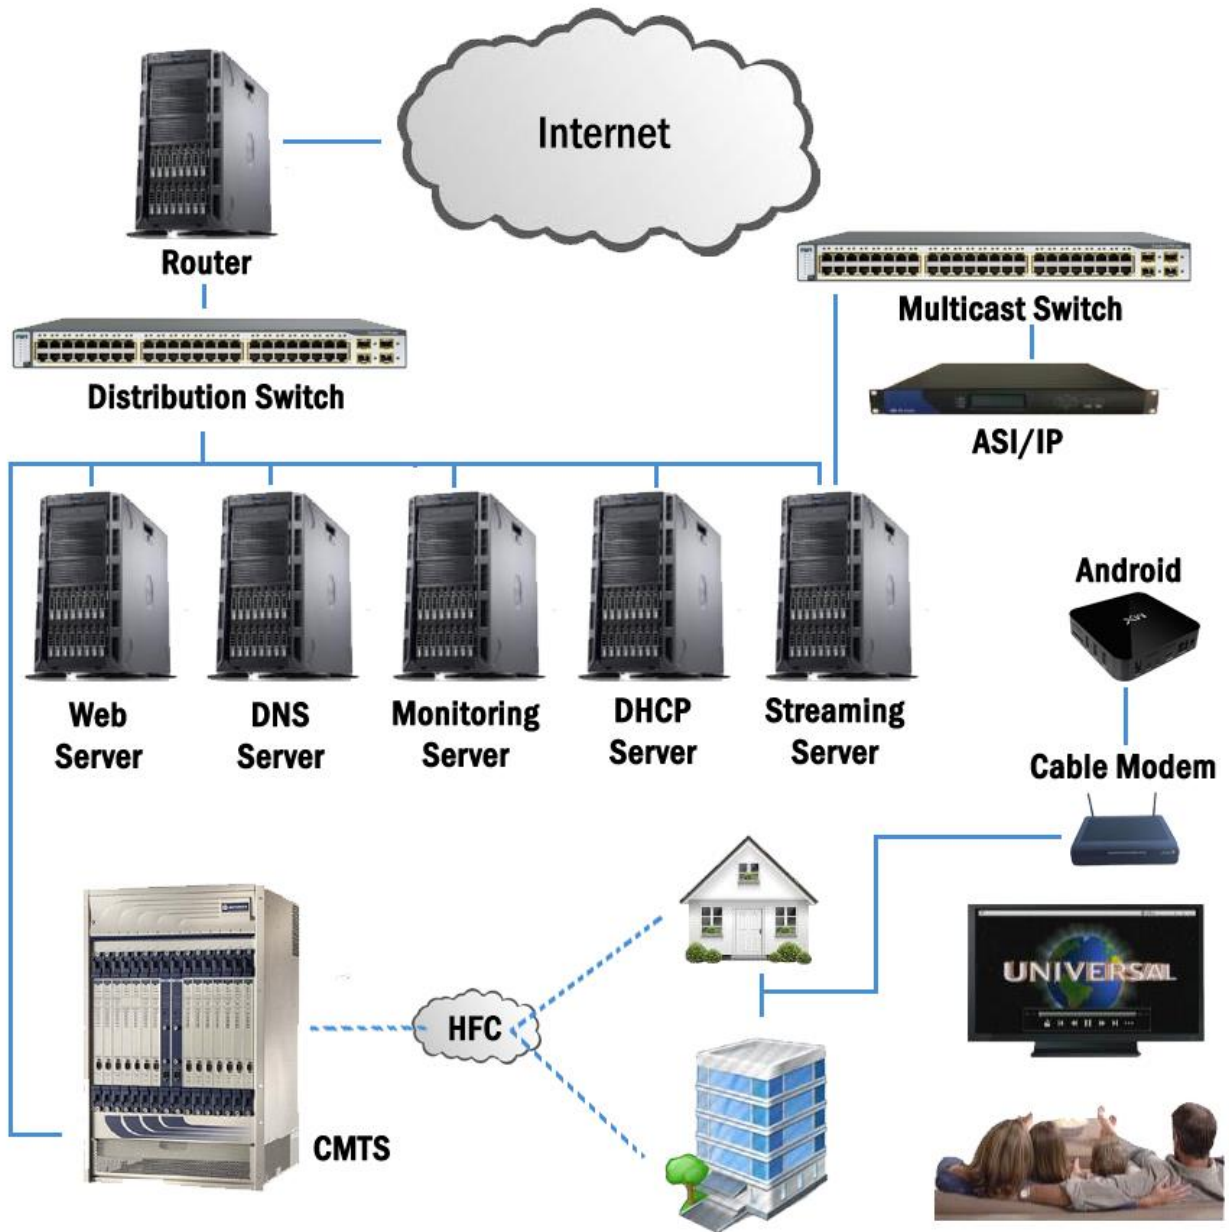 Internet
Router
Multicast Switch
Distribution Switch
ASI/IP
Android
Web
Server
DNS
Server
Monitoring
Server
DHCP
Server
Streaming
Server
Cable Modem
UNIVERSAL
HFC
CMTS